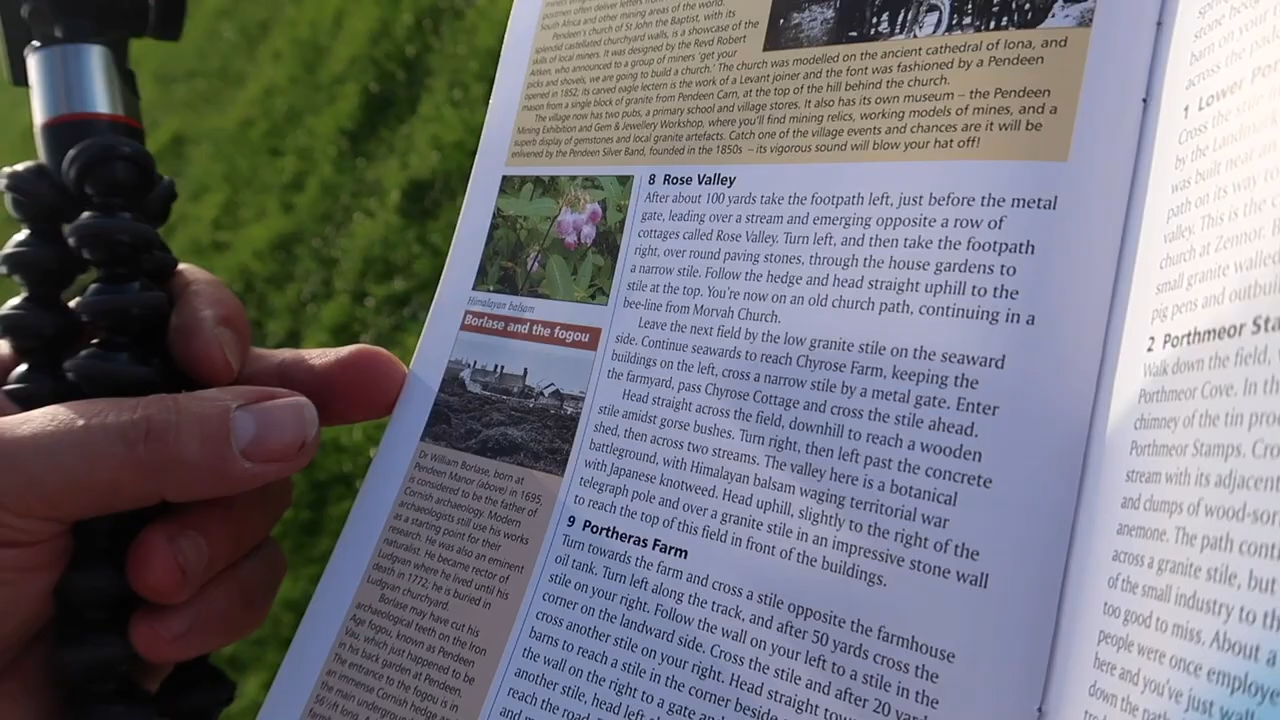 postmen often deliver letters from
South Africa and other mining areas of the world.
Pendeen's church of St John the Baptist, with its
splendid castellated churchyard walls, is a showcase of the
skills of local miners. It was designed by the Revd Robert
Aitken, who announced to a group of miners 'get your
picks and shovels, we are going to build a church.' The church was modelled on the ancient cathedral of Iona, and
opened in 1852; its carved eagle lectern is the work of a Levant joiner and the font was fashioned by a Pendeen
mason from a single block of granite from Pendeen Carn, at the top of the hill behind the church.
The village now has two pubs, a primary school and village stores. It also has its own museum – the Pendeen
Mining Exhibition and Gem & Jewellery Workshop, where you'll find mining relics, working models of mines, and a
superb display of gemstones and local granite artefacts. Catch one of the village events and chances are it will be
enlivened by the Pendeen Silver Band, founded in the 1850s – its vigorous sound will blow your hat off!
Himalayan balsam
Borlase and the fogou
Dr William Borlase, born at
Pendeen Manor (above) in 1695,
is considered to be the father of
Cornish archaeology. Modern
archaeologists still use his works
as a starting point for their
research. He was also an eminent
naturalist. He became rector of
Ludgvan where he lived until his
death in 1772; he is buried in
Ludgvan churchyard.
Borlase may have cut his
archaeological teeth on the Iron
Age fogou, known as Pendeen
Vau, which just happened to be
in his back garden at Pendeen.
The entrance to the fogou is in
an immense Cornish hedge and
the main underground
56½ft long,
8 Rose Valley
After about 100 yards take the footpath left, just before the metal
gate, leading over a stream and emerging opposite a row of
cottages called Rose Valley. Turn left, and then take the footpath
right, over round paving stones, through the house gardens to
a narrow stile. Follow the hedge and head straight uphill to the
stile at the top. You're now on an old church path, continuing in a
bee-line from Morvah Church.
Leave the next field by the low granite stile on the seaward
side. Continue seawards to reach Chyrose Farm, keeping the
buildings on the left, cross a narrow stile by a metal gate. Enter
the farmyard, pass Chyrose Cottage and cross the stile ahead.
Head straight across the field, downhill to reach a wooden
stile amidst gorse bushes. Turn right, then left past the concrete
shed, then across two streams. The valley here is a botanical
battleground, with Himalayan balsam waging territorial war
with Japanese knotweed. Head uphill, slightly to the right of the
telegraph pole and over a granite stile in an impressive stone wall
to reach the top of this field in front of the buildings.
9 Portheras Farm
Turn towards the farm and cross a stile opposite the farmhouse
oil tank. Turn left along the track, and after 50 yards cross the
stile on your right. Follow the wall on your left to a stile in the
corner on the landward side. Cross the stile and after 20
cross another stile on your right. Head straight
barns to reach a stile in the corner beside
the wall on the right to a gate
another stile, head left
reach the road.
stone
barn on your
across the
1 Lower
Cross the
by the
was built near
path on its way to
valley. This is the
church at Zennor.
small granite walled
pig pens and
2 Porthmeor
Walk down the field,
Porthmeor Cove. In
chimney of the tin
Porthmeor Stamps.
stream with its adjacent
and clumps of
anemone. The path
across a granite stile, but
of the small industry to
too good to miss. About a
people were once
here and you've just
down the